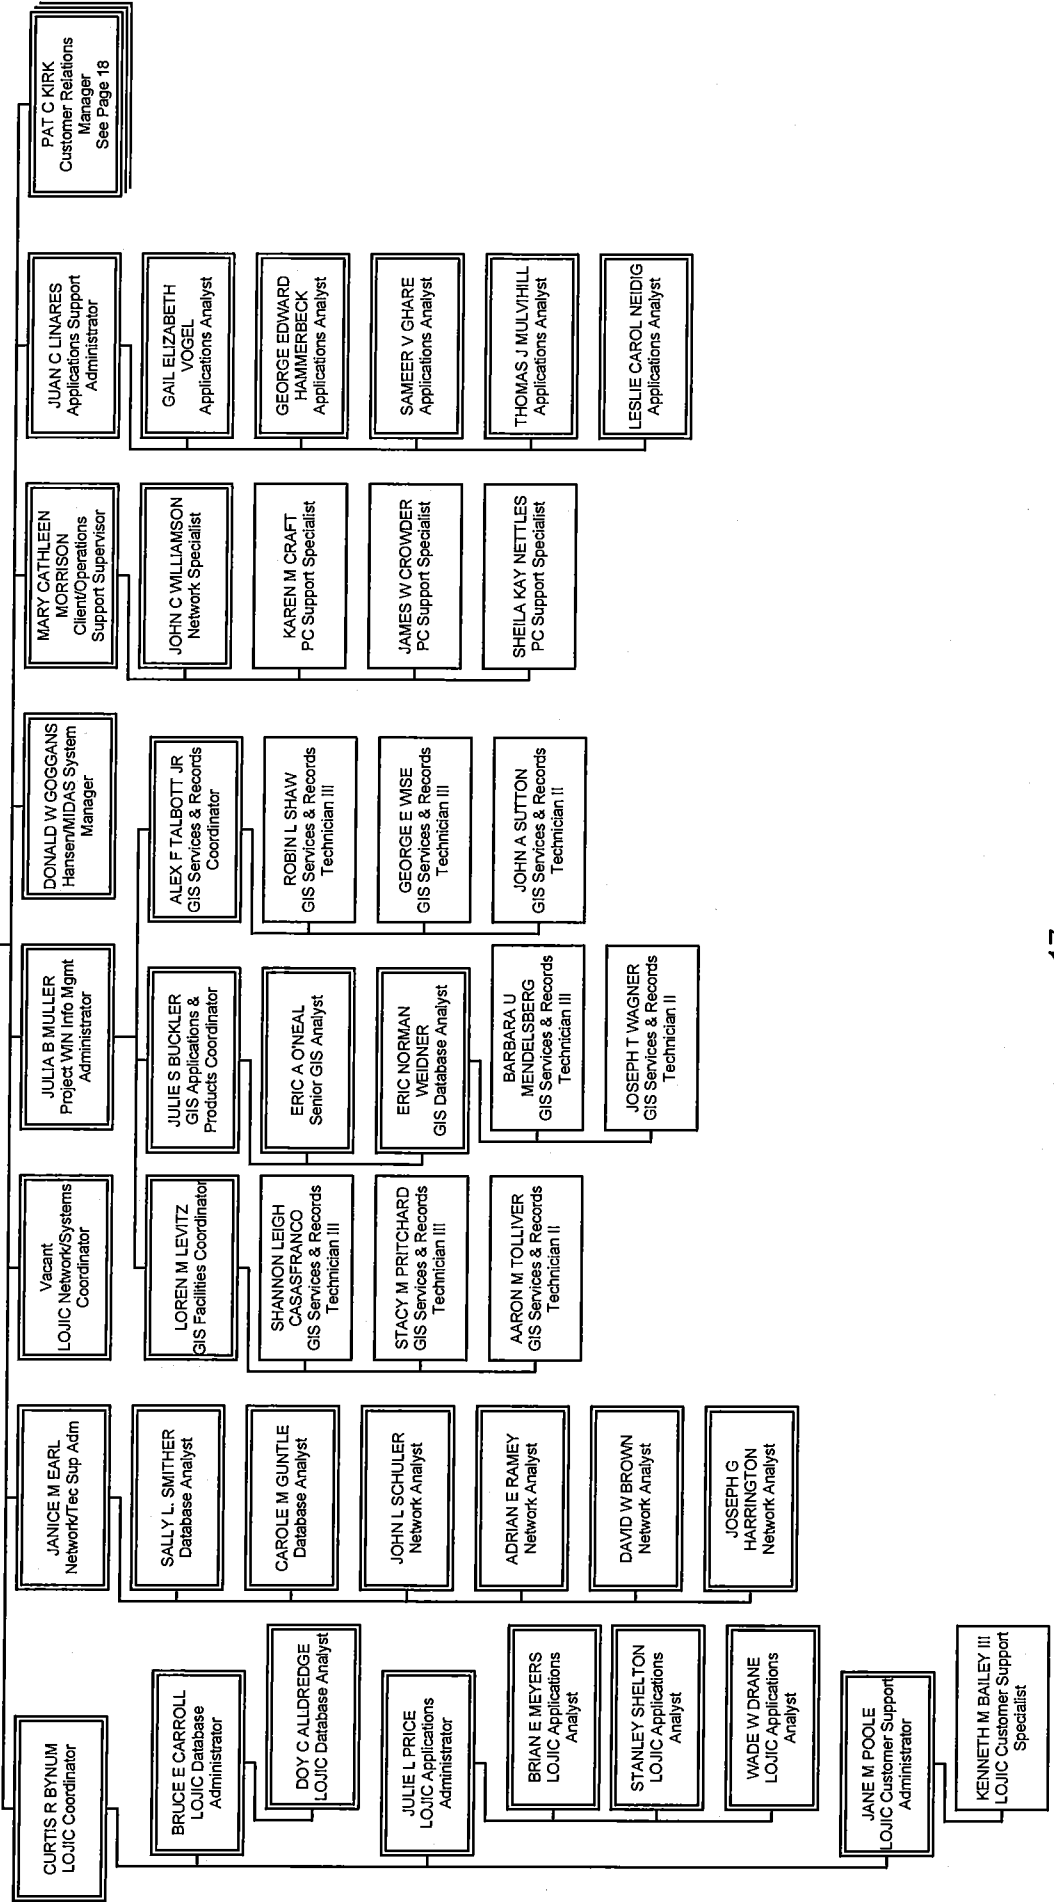 CURTIS R BYNUM
LOJIC Coordinator
BRUCE E CARROLL
LOJIC Database
Administrator
DOY C ALLDREDGE
LOJIC Database Analyst
JULIE L PRICE
LOJIC Applications
Administrator
BRIAN E MEYERS
LOJIC Applications
Analyst
STANLEY SHELTON
LOJIC Applications
Analyst
WADE W DRANE
LOJIC Applications
Analyst
JANE M POOLE
LOJIC Customer Support
Administrator
KENNETH M BAILEY III
LOJIC Customer Support
Specialist
JANICE M EARL
Network/Tec Sup Adm
SALLY L. SMITHER
Database Analyst
CAROLE M GUNTLE
Database Analyst
JOHN L SCHULER
Network Analyst
ADRIAN E RAMEY
Network Analyst
DAVID W BROWN
Network Analyst
JOSEPH G
HARRINGTON
Network Analyst
Vacant
LOJIC Network/Systems
Coordinator
JULIA B MULLER
Project WIN Info Mgmt
Administrator
LOREN M LEVITZ
GIS Facilities Coordinator
SHANNON LEIGH
CASASFRANCO
GIS Services & Records
Technician III
STACY M PRITCHARD
GIS Services & Records
Technician III
AARON M TOLLIVER
GIS Services & Records
Technician II
JULIE S BUCKLER
GIS Applications &
Products Coordinator
ERIC A O'NEAL
Senior GIS Analyst
ERIC NORMAN
WEIDNER
GIS Database Analyst
BARBARA U
MENDELSBERG
GIS Services & Records
Technician III
JOSEPH T WAGNER
GIS Services & Records
Technician II
ALEX F TALBOTT JR
GIS Services & Records
Coordinator
ROBIN L SHAW
GIS Services & Records
Technician III
GEORGE E WISE
GIS Services & Records
Technician III
JOHN A SUTTON
GIS Services & Records
Technician II
DONALD W GOGGANS
Hansen/MIDAS System
Manager
MARY CATHLEEN
MORRISON
Client/Operations
Support Supervisor
JOHN C WILLIAMSON
Network Specialist
KAREN M CRAFT
PC Support Specialist
JAMES W CROWDER
PC Support Specialist
SHEILA KAY NETTLES
PC Support Specialist
JUAN C LINARES
Applications Support
Administrator
GAIL ELIZABETH
VOGEL
Applications Analyst
GEORGE EDWARD
HAMMERBECK
Applications Analyst
SAMEER V GHARE
Applications Analyst
THOMAS J MULVIHILL
Applications Analyst
LESLIE CAROL NEIDIG
Applications Analyst
PAT C KIRK
Customer Relations
Manager
See Page 18